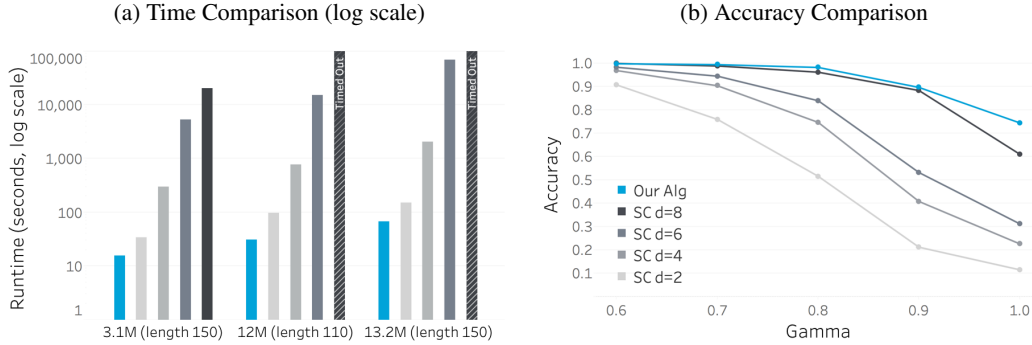 (a) Time Comparison (log scale)
(b) Accuracy Comparison
Runtime (seconds, log scale)
100,000
10,000
1,000
100
10
1
Timed Out
Timed Out
3.1M (length 150)
12M (length 110)
13.2M (length 150)
Accuracy
1.0
0.9
0.8
0.7
0.6
0.5
0.4
0.3
0.2
0.1
Our Alg
SC d=8
SC d=6
SC d=4
SC d=2
0.6
0.7
0.8
0.9
1.0
Gamma